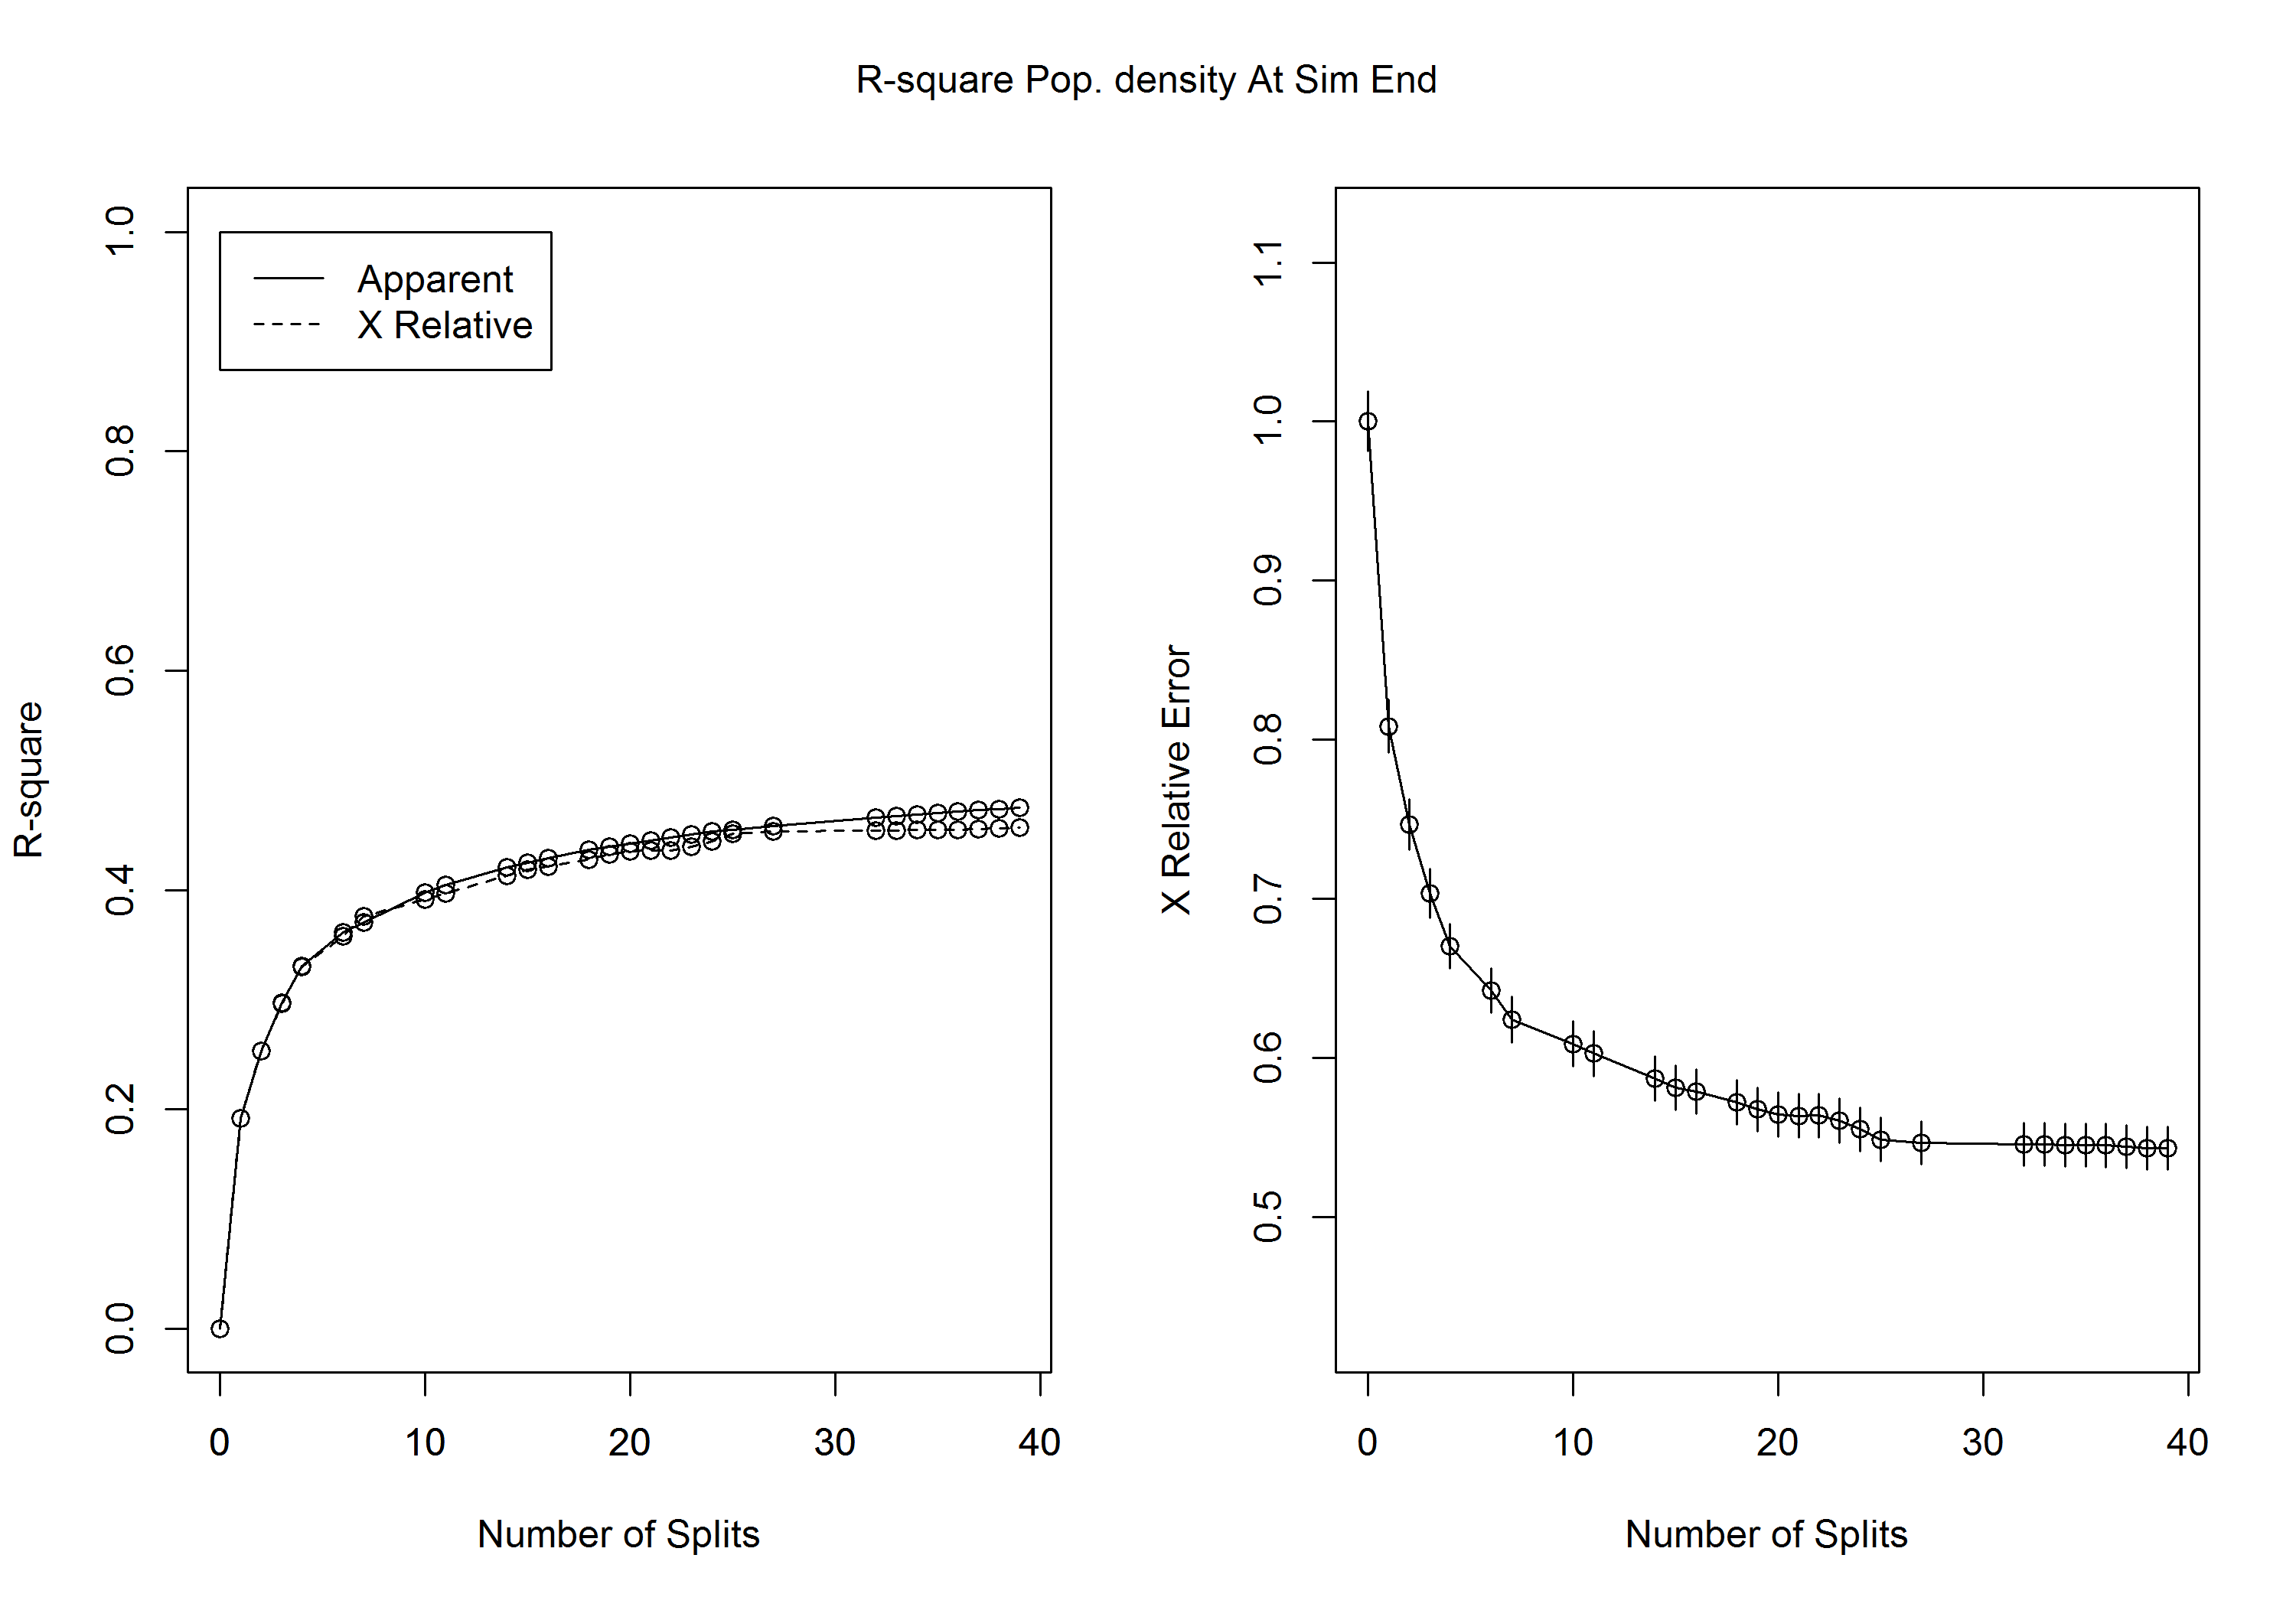 R-square Pop. density At Sim End
R-square
1.0
0.8
0.6
0.4
0.2
0.0
Apparent
X Relative
0 10 20 30 40
Number of Splits
X Relative Error
1.1
1.0
0.9
0.8
0.7
0.6
0.5
0 10 20 30 40
Number of Splits